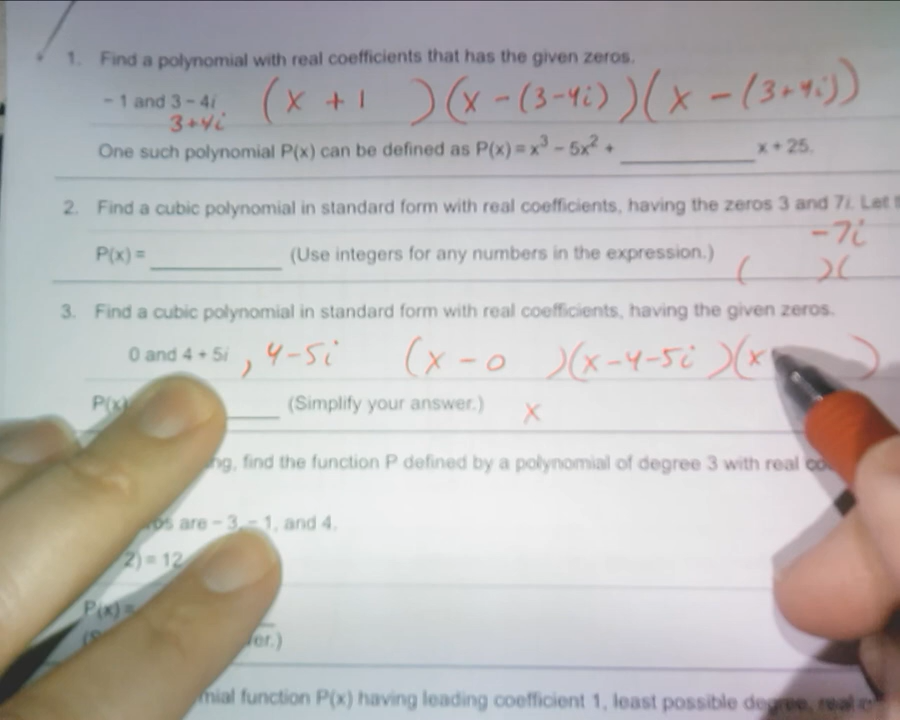 1. Find a polynomial with real coefficients that has the given zeros.
- 1 and 3 - 4i (x + 1 )(x - (3-4i) )(x - (3+4i))
3+4i
One such polynomial P(x) can be defined as P(x) = x³ - 5x² + ________ x + 25.
2. Find a cubic polynomial in standard form with real coefficients, having the zeros 3 and 7i. Let
-7i
P(x) = ________ (Use integers for any numbers in the expression.) ( )(
3. Find a cubic polynomial in standard form with real coefficients, having the given zeros.
0 and 4 + 5i , 4-5i (x - 0 )(x-4-5i )(x )
P(x) ____ (Simplify your answer.) x
find the function P defined by a polynomial of degree 3 with real
are - 3, - 1, and 4.
2) = 12
P(x) =
function P(x) having leading coefficient 1, least possible degree, real